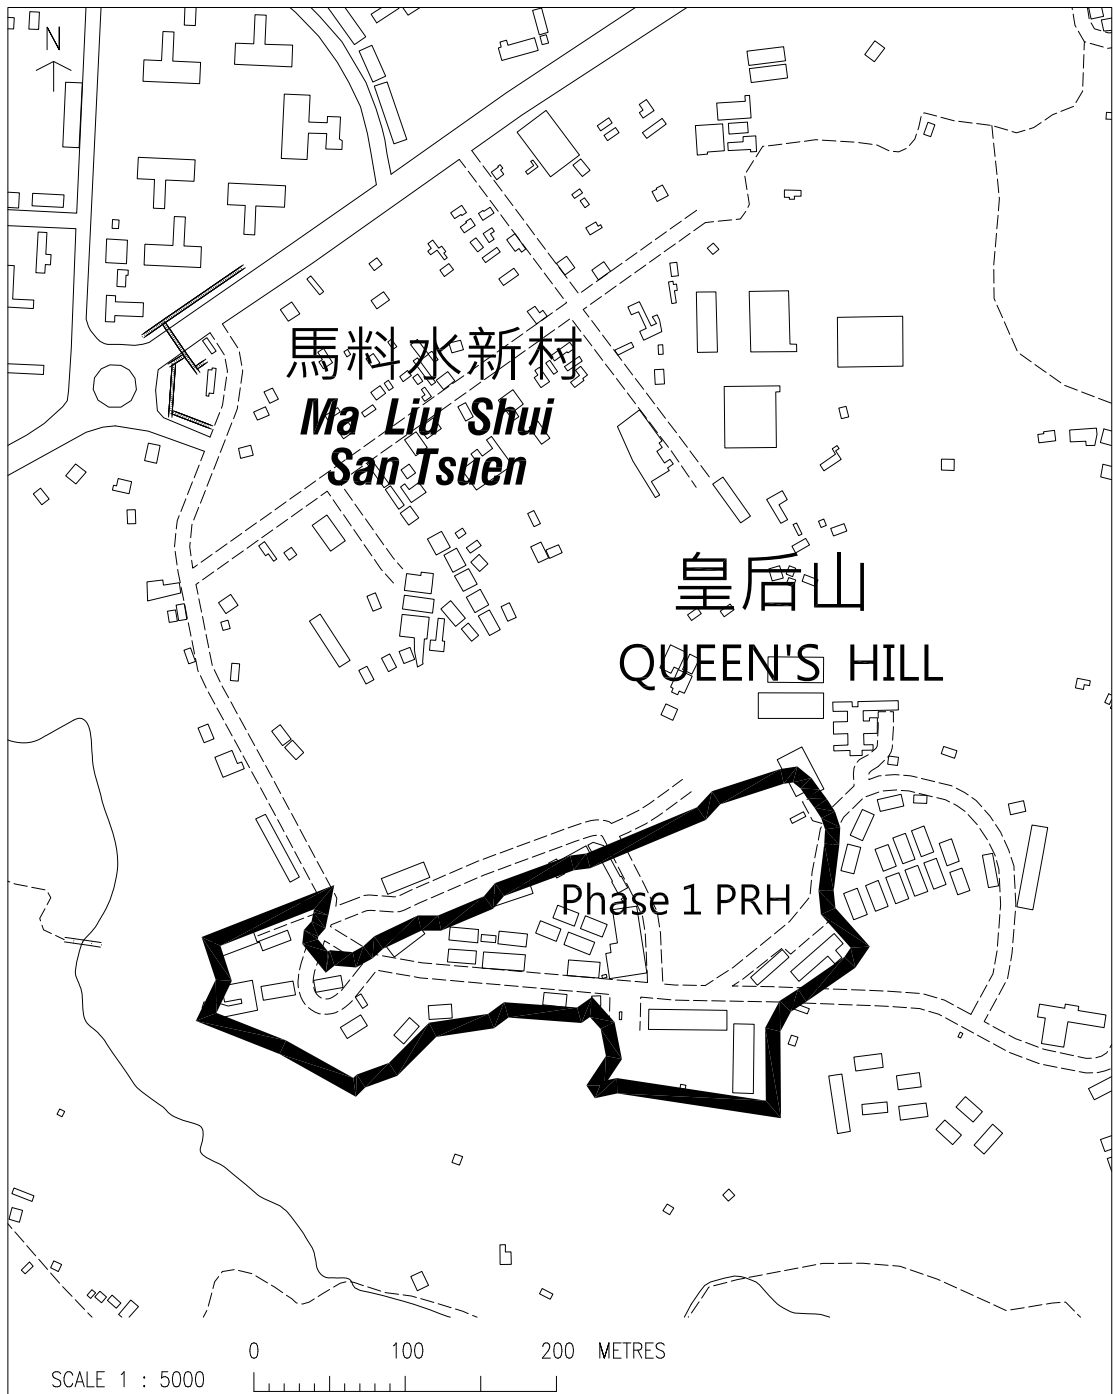 N
馬料水新村
Ma Liu Shui
San Tsuen
皇后山
QUEEN'S HILL
Phase 1 PRH
0 100 200 METRES
SCALE 1 : 5000